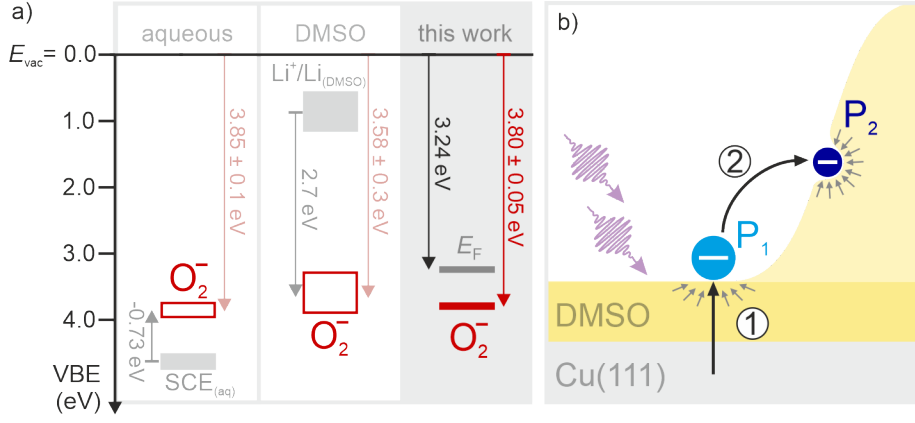 a)
aqueous
DMSO
this work
E_vac = 0.0
1.0
2.0
3.0
4.0
VBE
(eV)
3.85 ± 0.1 eV
O₂⁻
-0.73 eV
SCE(aq)
Li⁺/Li(DMSO)
2.7 eV
3.58 ± 0.3 eV
O₂⁻
3.24 eV
3.80 ± 0.05 eV
E_F
O₂⁻
b)
P₂
②
P₁
DMSO
①
Cu(111)